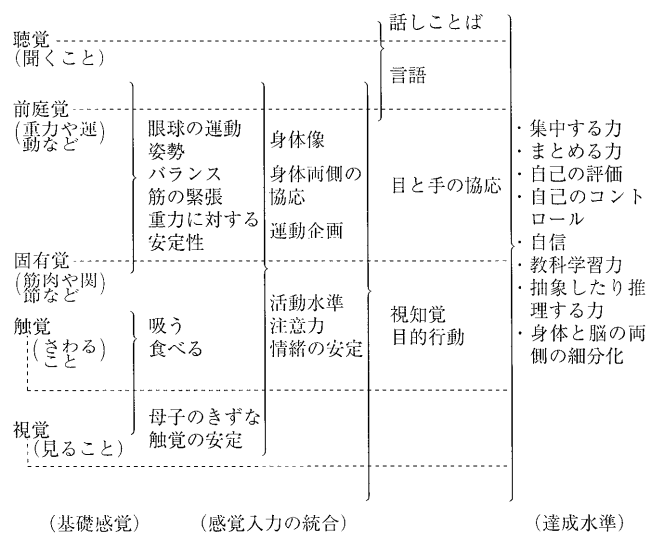 聴覚
(聞くこと)
前庭覚
(重力や運
動など)
固有覚
(筋肉や関
節など)
触覚
(さわる
こと)
視覚
(見ること)
眼球の運動
姿勢
バランス
筋の緊張
重力に対する
安定性
吸う
食べる
母子のきずな
触覚の安定
身体像
身体両側の
協応
運動企画
活動水準
注意力
情緒の安定
話しことば
言語
目と手の協応
視知覚
目的行動
・集中する力
・まとめる力
・自己の評価
・自己のコント
ロール
・自信
・教科学習力
・抽象したり推
理する力
・身体と脳の両
側の細分化
(基礎感覚)
(感覚入力の統合)
(達成水準)